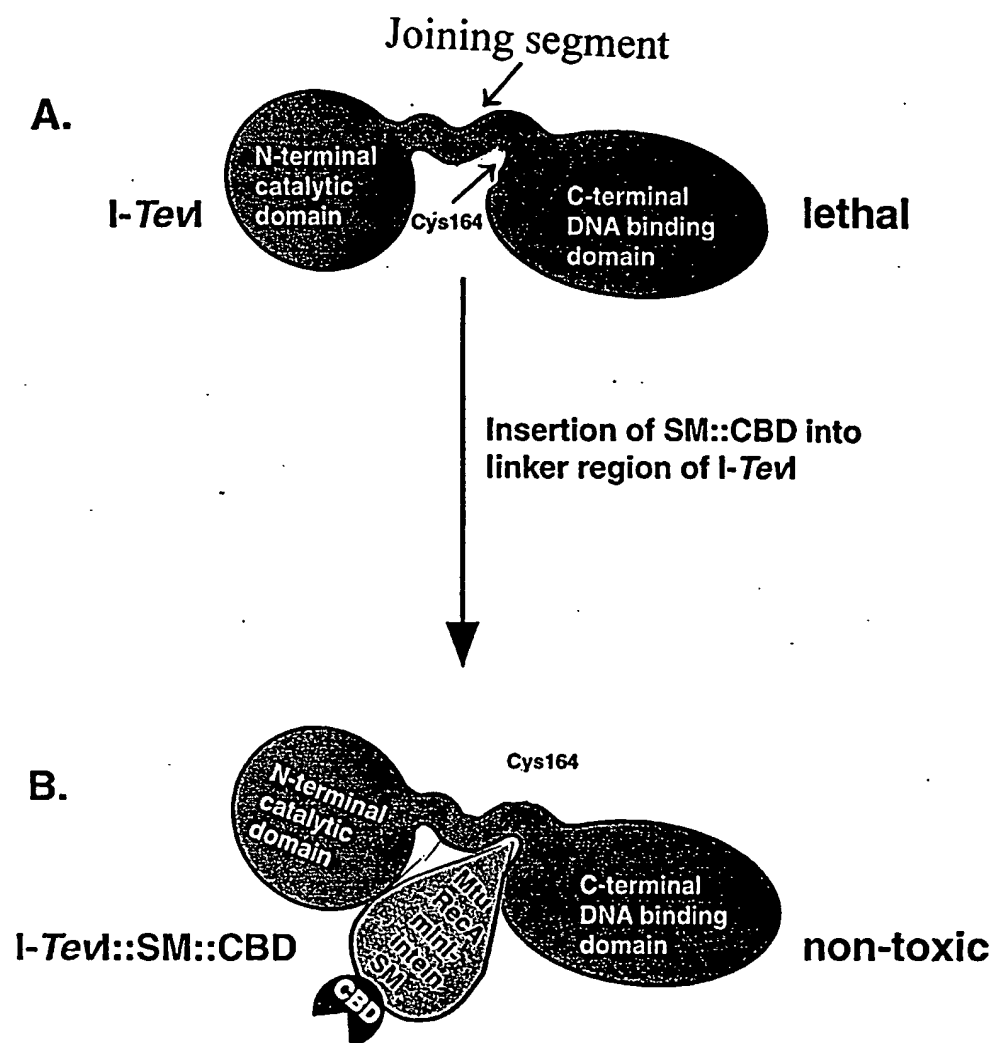 Joining segment
A.
N-terminal
catalytic
domain
I-TevI
Cys164
C-terminal
DNA binding
domain
lethal
Insertion of SM::CBD into
linker region of I-TevI
Cys164
B.
N-terminal
catalytic
domain
Mtu
RecA
mini-
intein
SM
CBD
C-terminal
DNA binding
domain
I-TevI::SM::CBD
non-toxic